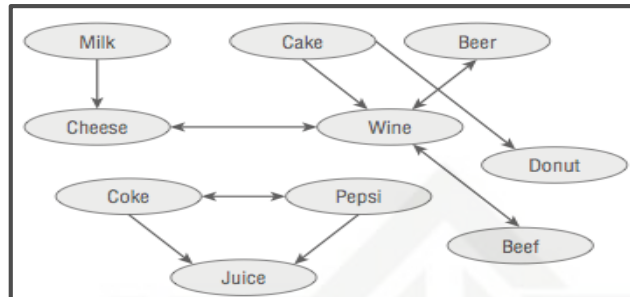 Milk
Cake
Beer
Cheese
Wine
Donut
Coke
Pepsi
Beef
Juice